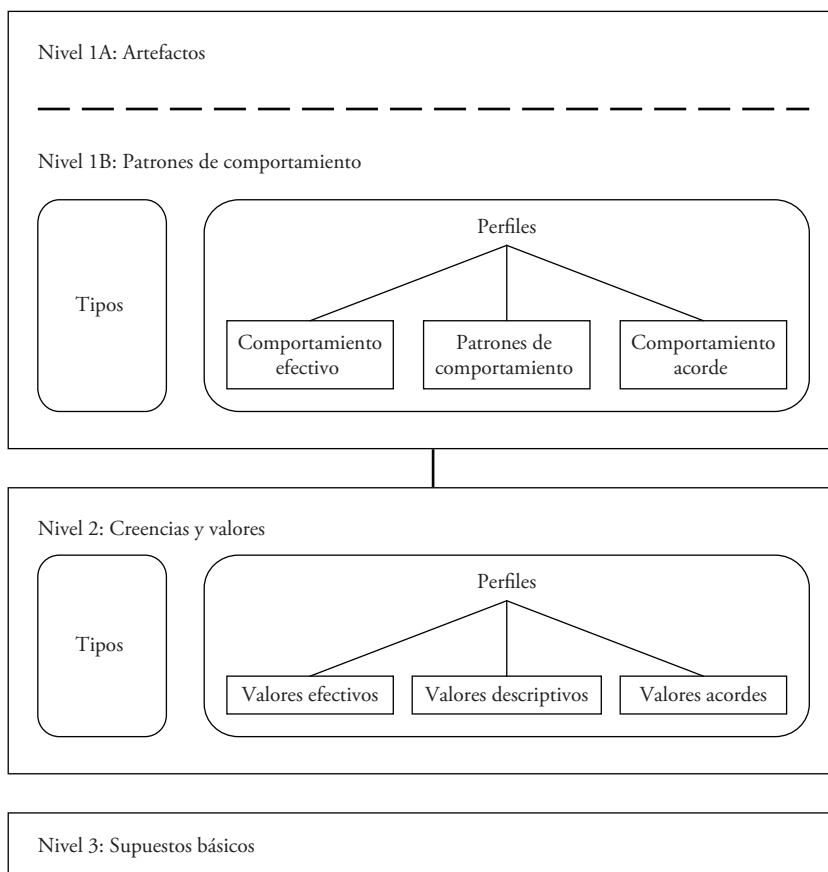 Nivel 1A: Artefactos
Nivel 1B: Patrones de comportamiento
Tipos
Perfiles
Comportamiento
efectivo
Patrones de
comportamiento
Comportamiento
acorde
Nivel 2: Creencias y valores
Tipos
Perfiles
Valores efectivos
Valores descriptivos
Valores acordes
Nivel 3: Supuestos básicos